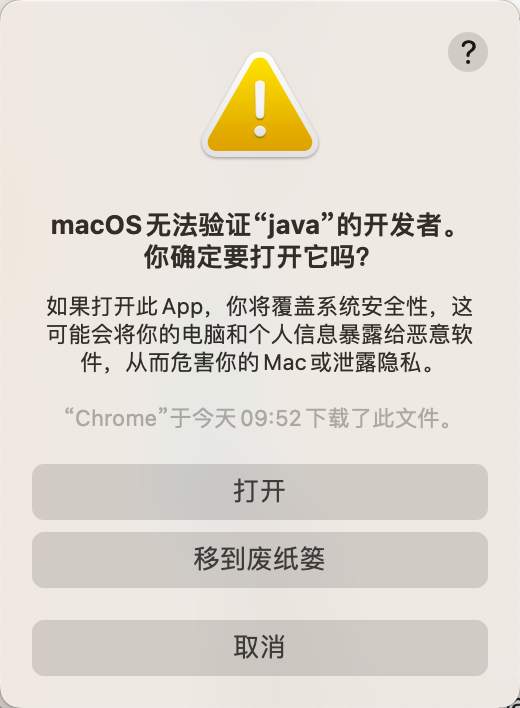 ?
macOS无法验证“java”的开发者。
你确定要打开它吗?
如果打开此App，你将覆盖系统安全性，这
可能会将你的电脑和个人信息暴露给恶意软
件，从而危害你的Mac或泄露隐私。
“Chrome”于今天09:52下载了此文件。
打开
移到废纸篓
取消